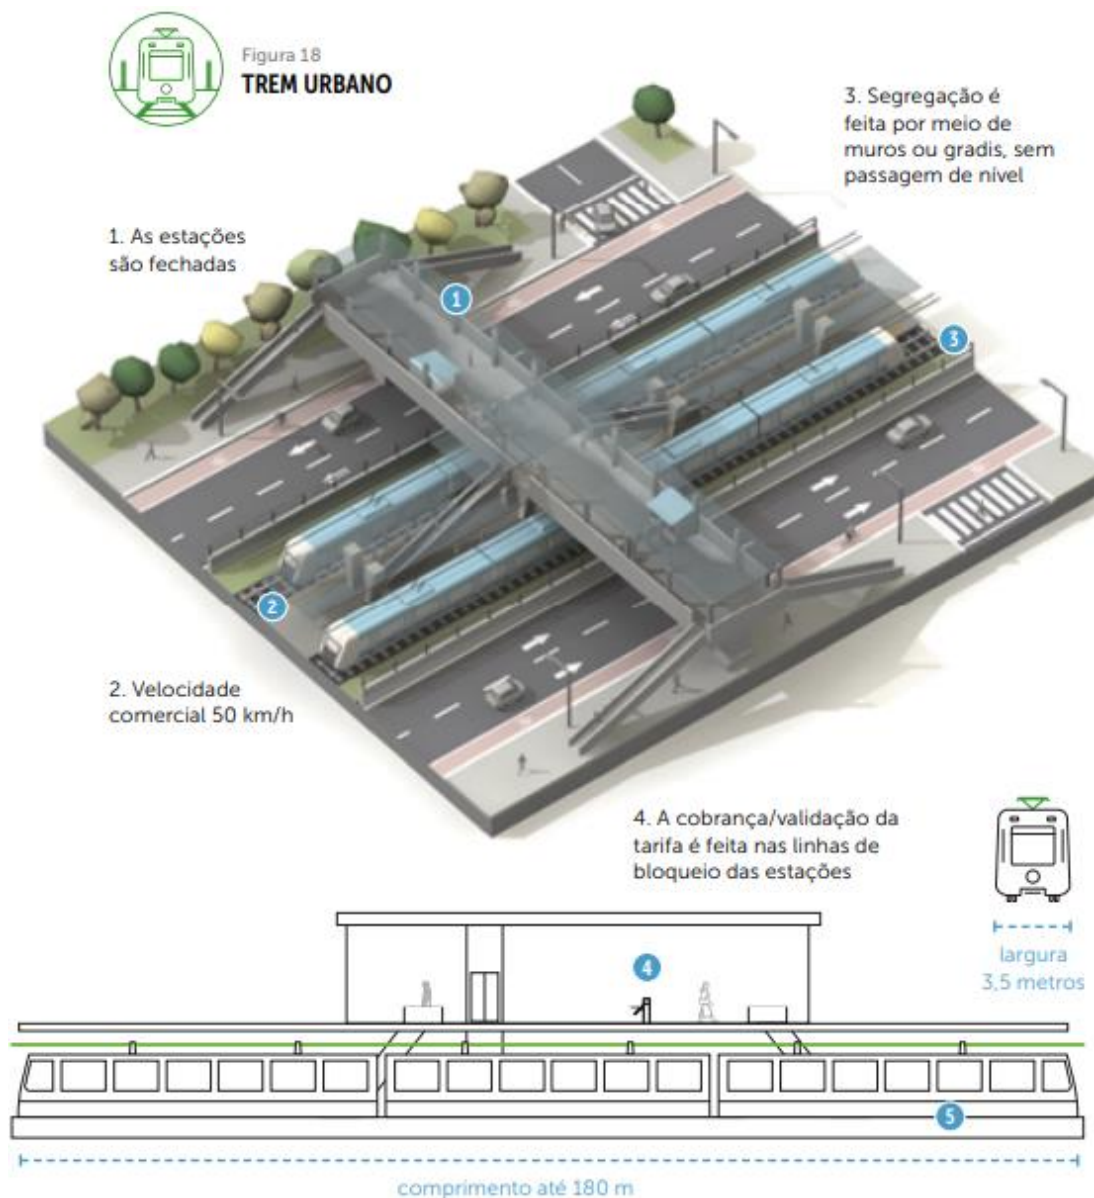 Figura 18
TREM URBANO
3. Segregação é
feita por meio de
muros ou gradis, sem
passagem de nível
1. As estações
são fechadas
1
3
2
2. Velocidade
comercial 50 km/h
4. A cobrança/validação da
tarifa é feita nas linhas de
bloqueio das estações
4
largura
3,5 metros
5
comprimento até 180 m